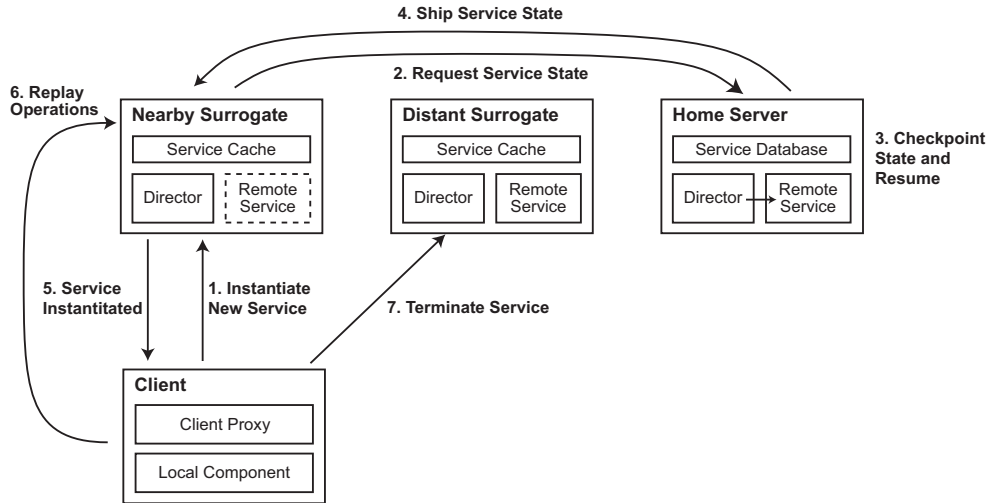 4. Ship Service State
2. Request Service State
6. Replay
Operations
Nearby Surrogate
Service Cache
Director
Remote
Service
Distant Surrogate
Service Cache
Director
Remote
Service
Home Server
Service Database
Director
Remote
Service
3. Checkpoint
State and
Resume
5. Service
Instantitated
1. Instantiate
New Service
7. Terminate Service
Client
Client Proxy
Local Component